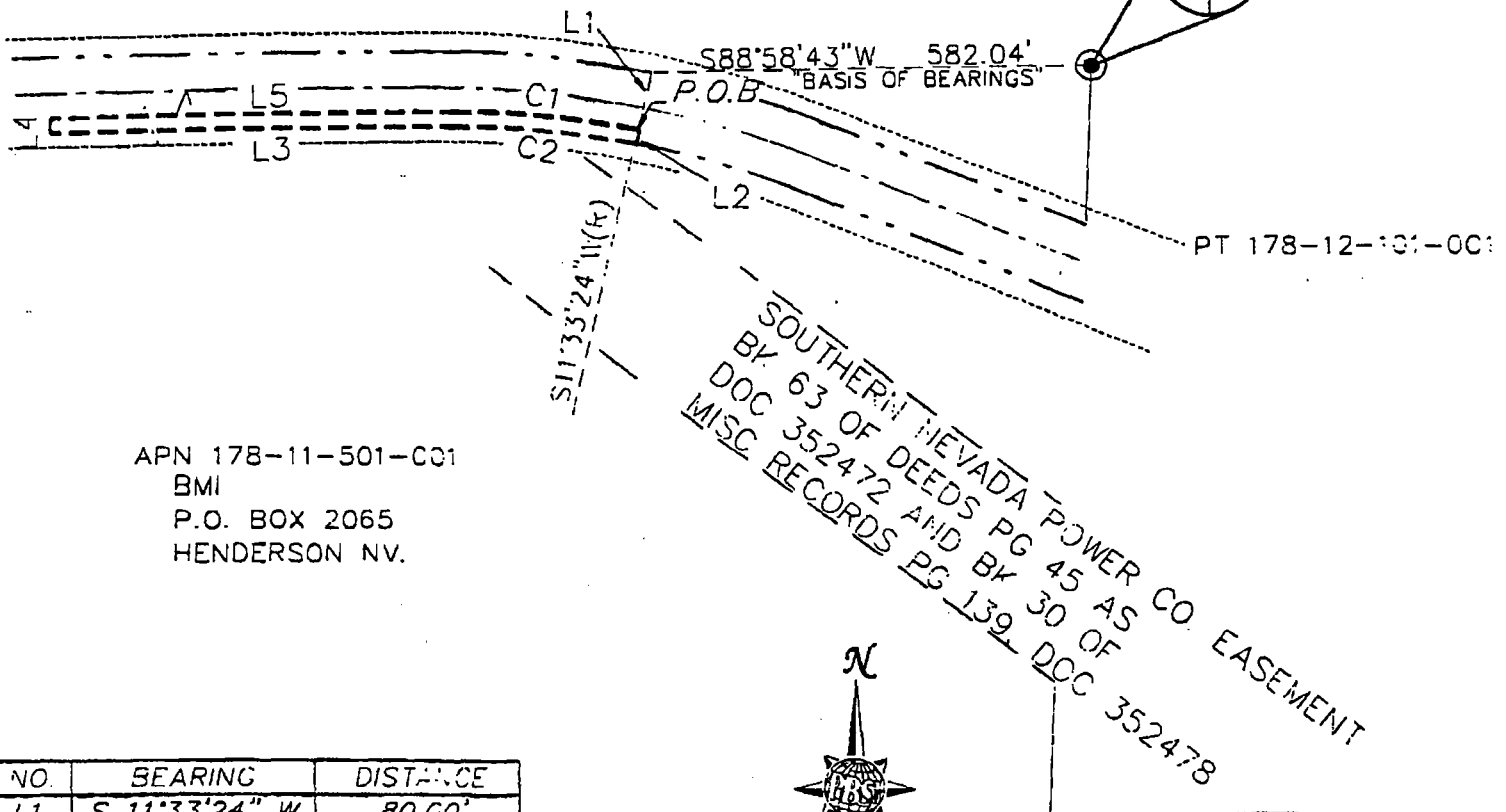 L1
S88°58'43"W 582.04'
"BASIS OF BEARINGS"
P.O.B
L5
C1
L4
L3
C2
L2
S11°33'24"W(R)
PT 178-12-101-001
SOUTHERN NEVADA POWER CO. EASEMENT
BK 63 OF DEEDS PG 45 AS
DOC 352472 AND BK 30 OF
MISC RECORDS PG 139, DOC 352478
APN 178-11-501-001
BMI
P.O. BOX 2065
HENDERSON NV.
N
NO. BEARING DISTANCE
L1 S 11°33'24" W 80.00'